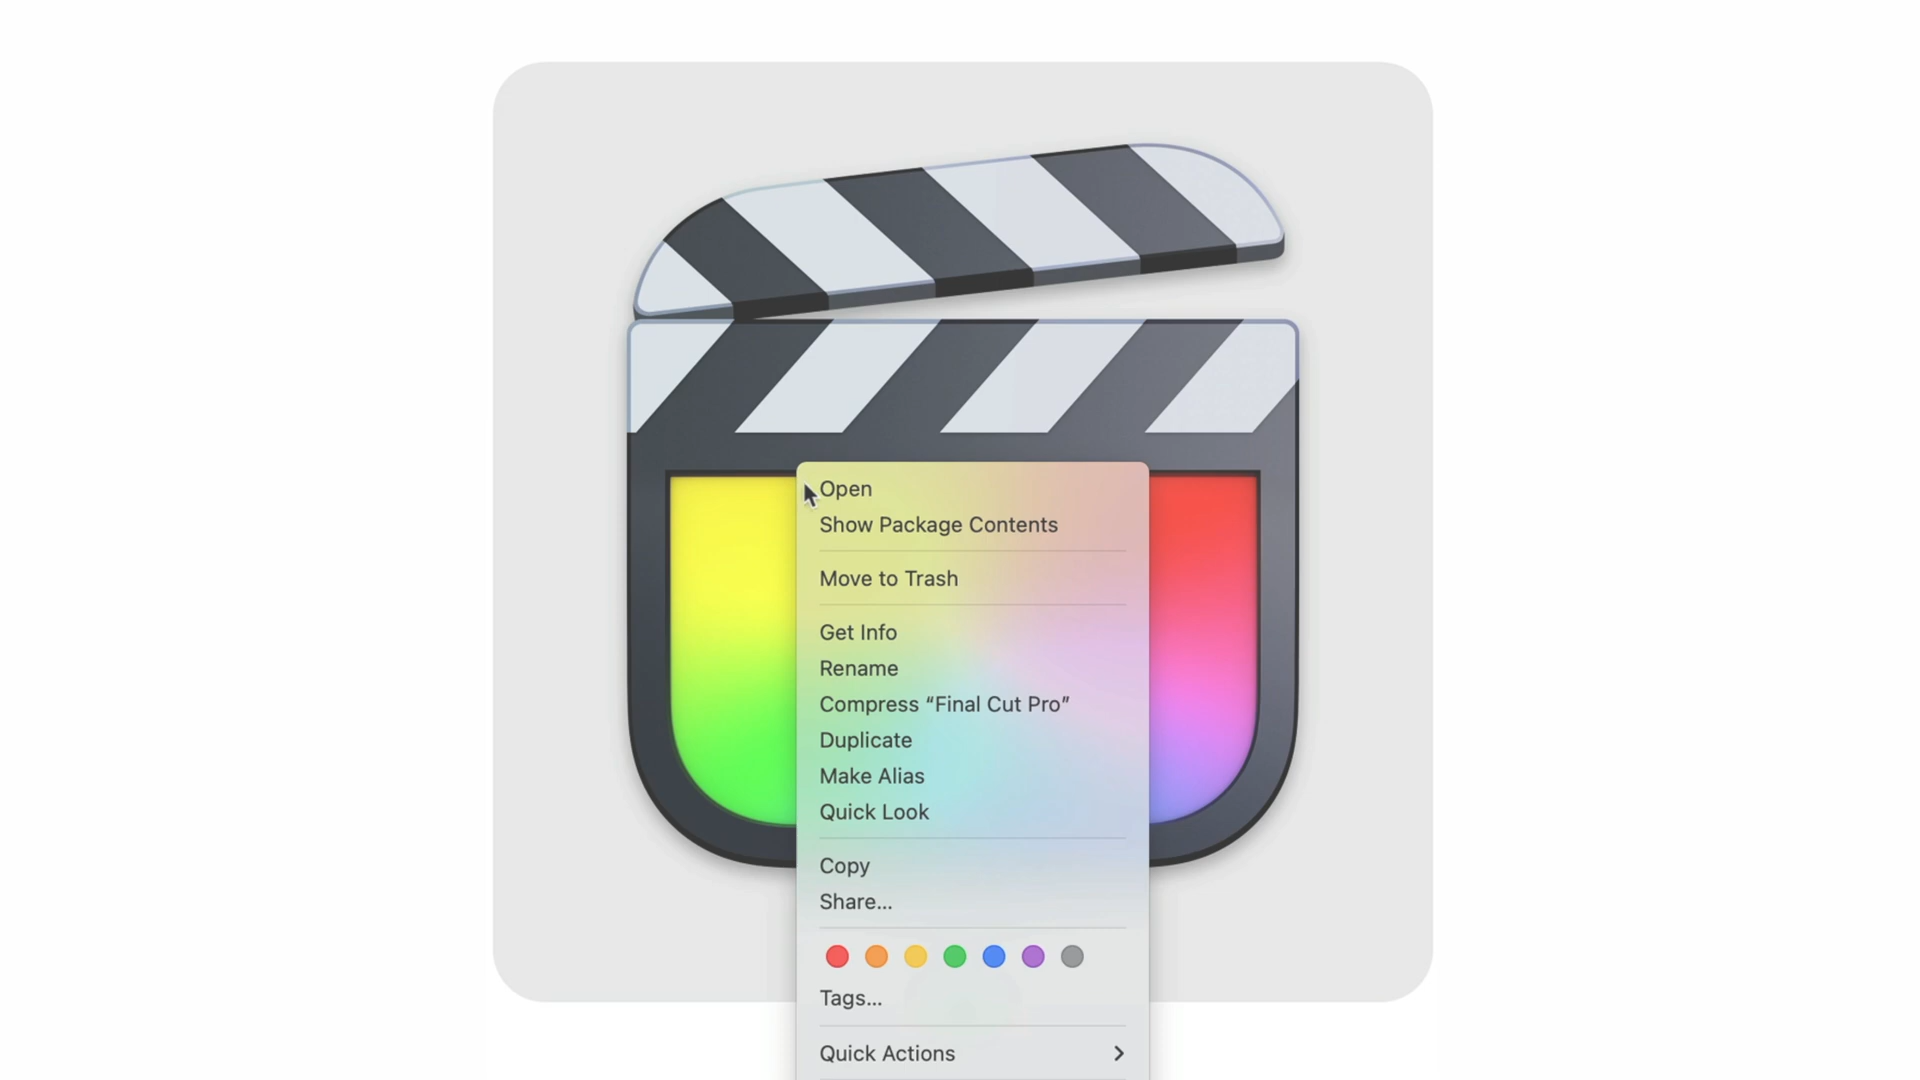 Open
Show Package Contents
Move to Trash
Get Info
Rename
Compress “Final Cut Pro”
Duplicate
Make Alias
Quick Look
Copy
Share...
Tags...
Quick Actions